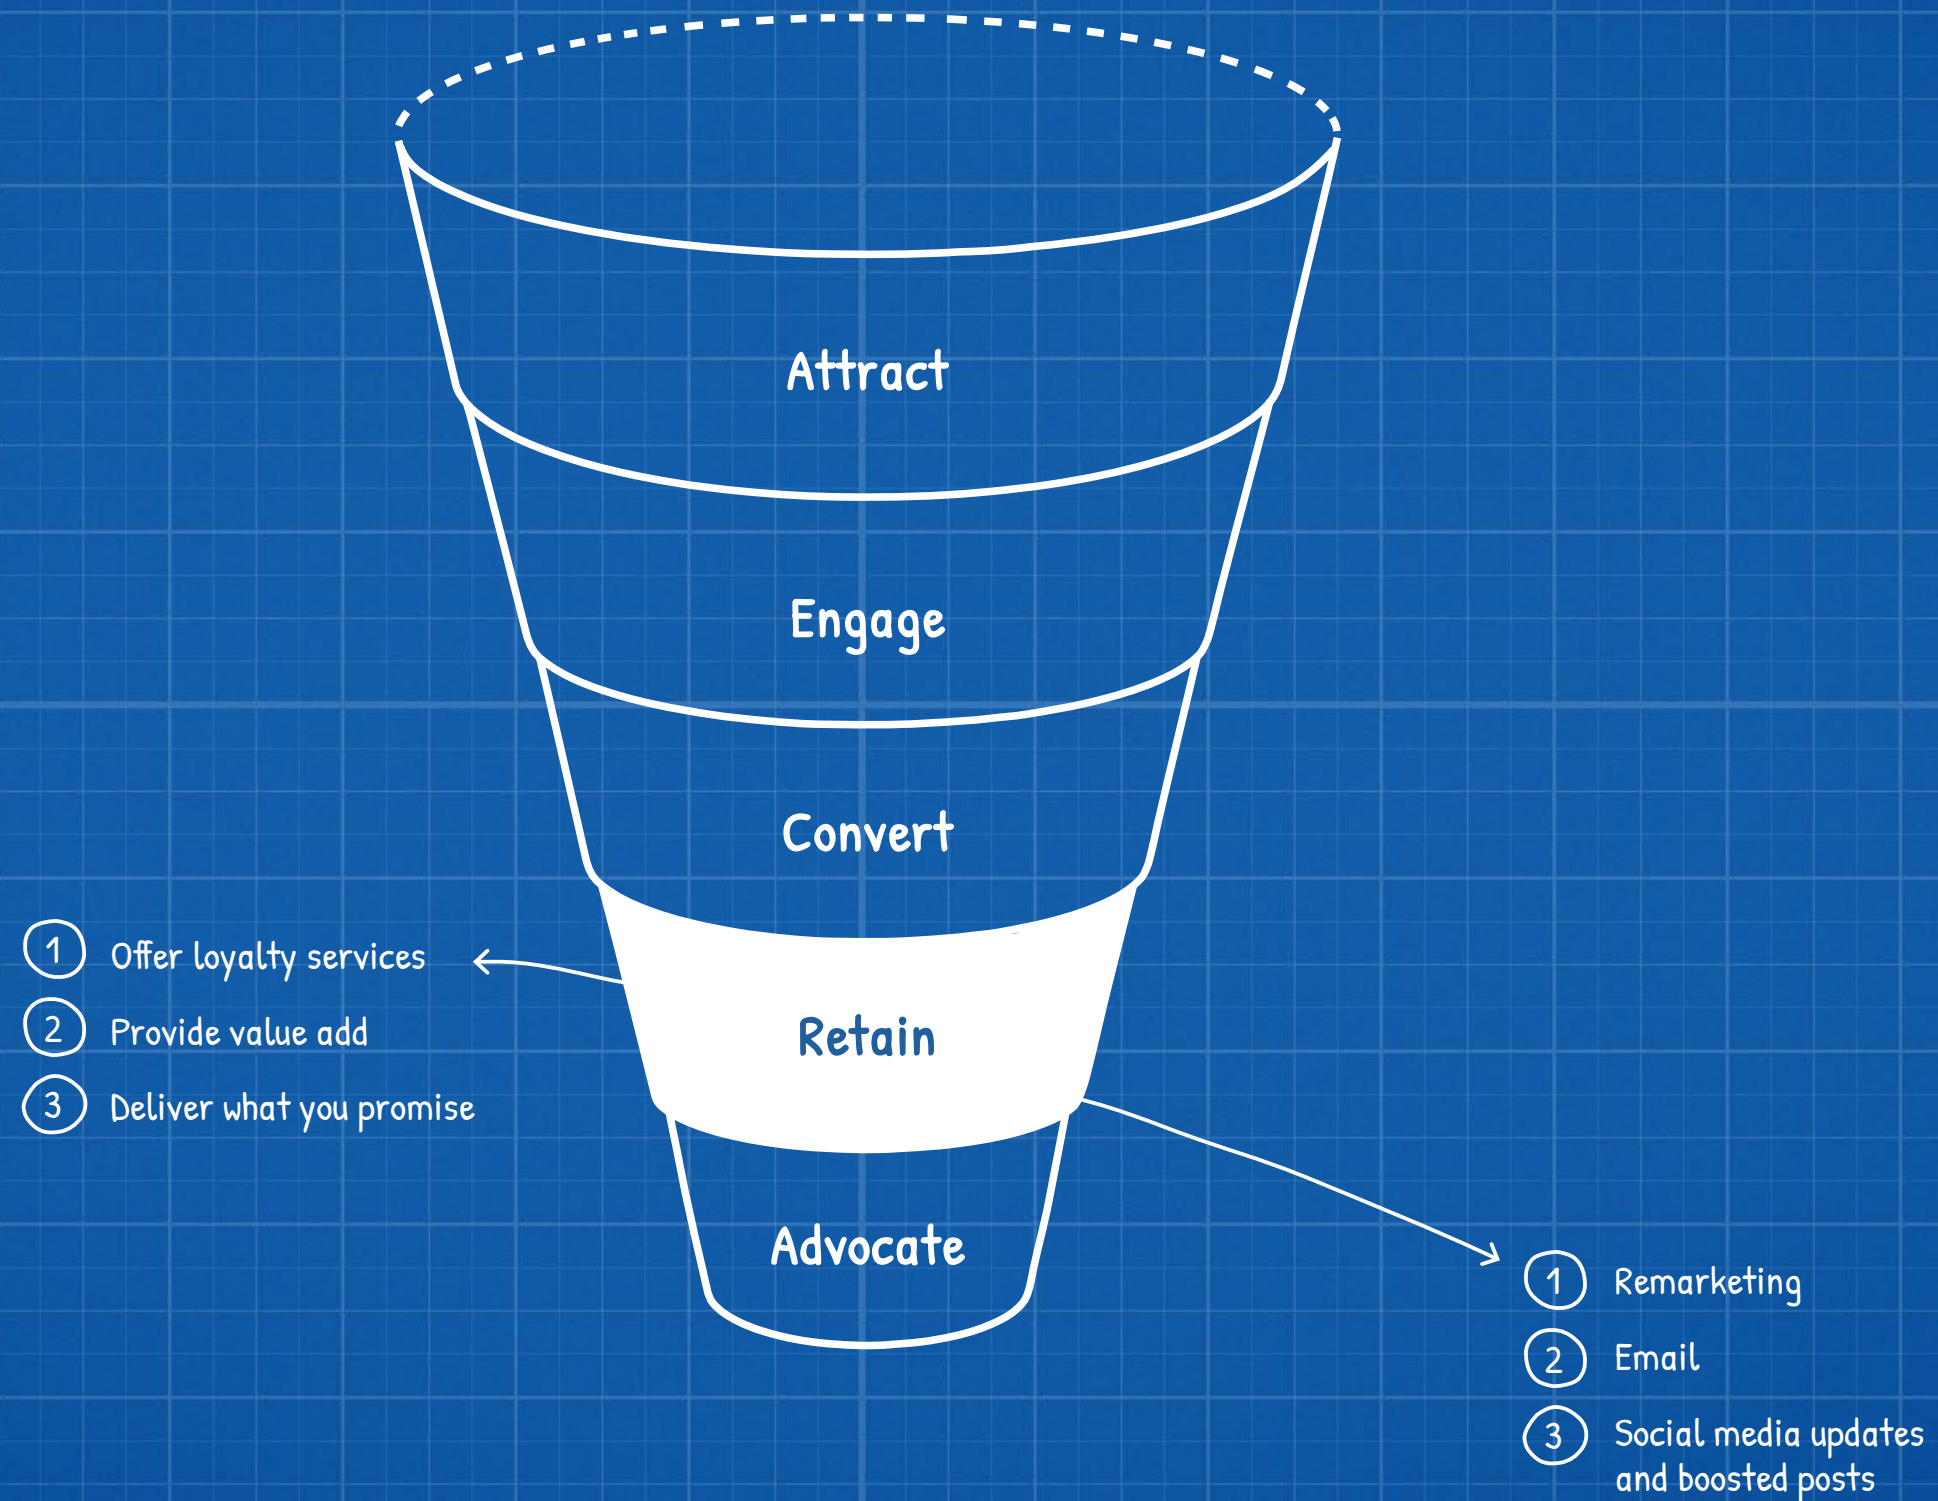 Attract
Engage
Convert
Retain
Advocate
1 Offer loyalty services
2 Provide value add
3 Deliver what you promise
1 Remarketing
2 Email
3 Social media updates
and boosted posts